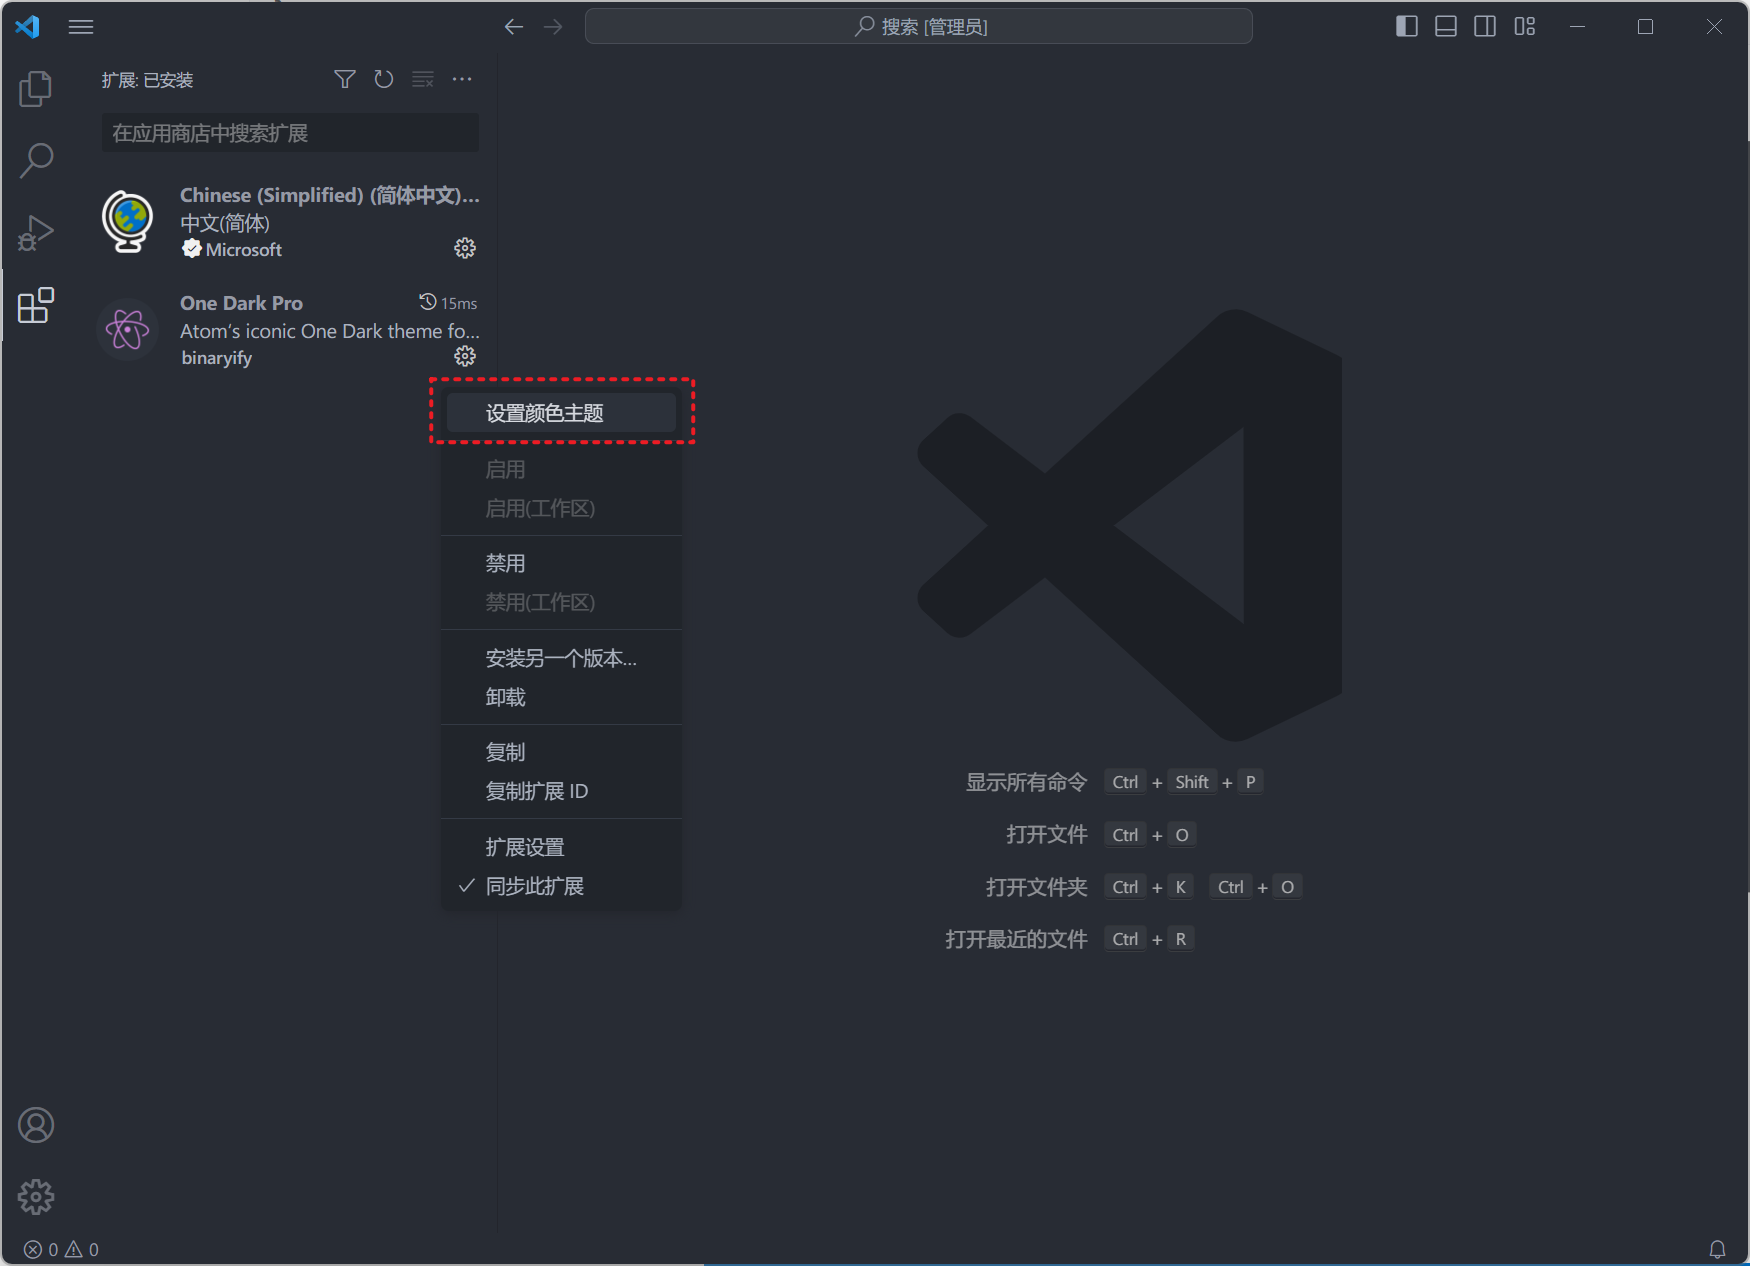 搜索 [管理员]
扩展: 已安装
在应用商店中搜索扩展
Chinese (Simplified) (简体中文)...
中文(简体)
Microsoft
One Dark Pro 15ms
Atom's iconic One Dark theme fo...
binaryify
设置颜色主题
启用
启用(工作区)
禁用
禁用(工作区)
安装另一个版本...
卸载
复制
复制扩展 ID
扩展设置
同步此扩展
显示所有命令 Ctrl + Shift + P
打开文件 Ctrl + O
打开文件夹 Ctrl + K Ctrl + O
打开最近的文件 Ctrl + R
0 0